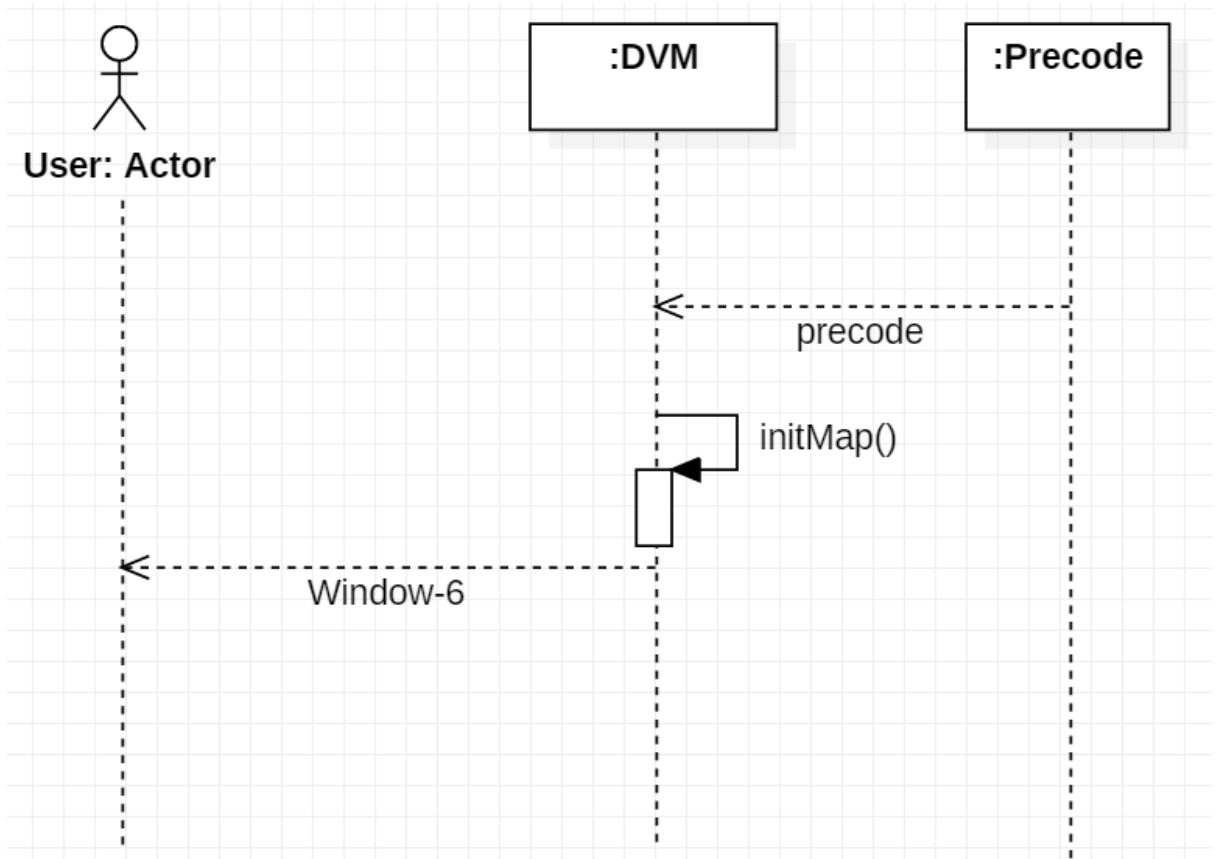 :DVM
:Precode
User: Actor
precode
initMap()
Window-6